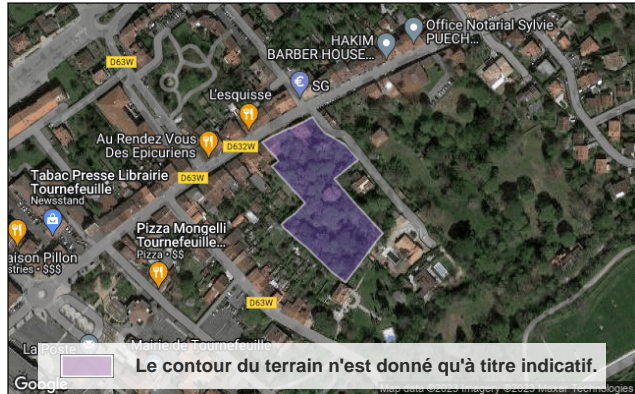 Office Notarial Sylvie
PUECH...
HAKIM
BARBER HOUSE...
D63W
SG
L'esquisse
Au Rendez Vous
Des Epicuriens
D632W
D63W
Tabac Presse Librairie
Tournefeuille
Newsstand
Pizza Mongelli
Tournefeuille...
Pizza • $$
aison Pillon
stries • $$$
D63W
La Poste
Mairie de Tournefeuille
Le contour du terrain n'est donné qu'à titre indicatif.
Google
Map data ©2023 Imagery ©2023 Maxar Technologies